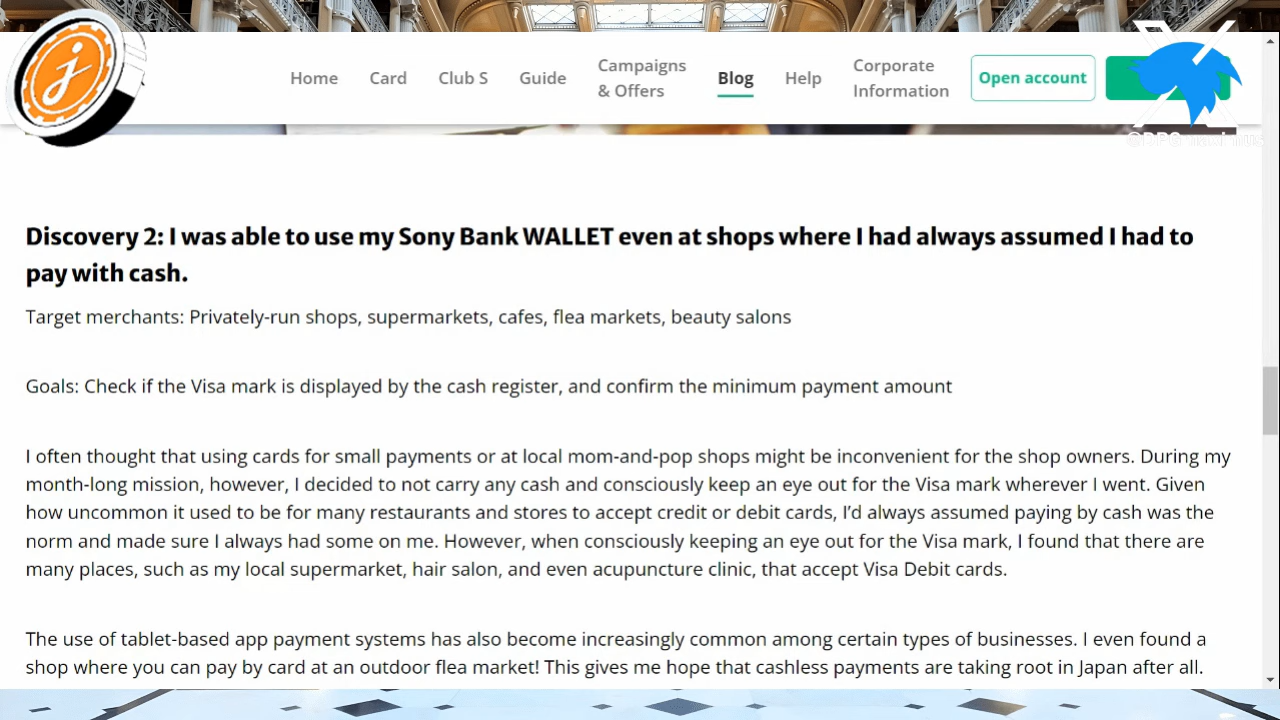 Home Card Club S Guide Campaigns & Offers Blog Help Corporate Information Open account
Discovery 2: I was able to use my Sony Bank WALLET even at shops where I had always assumed I had to
pay with cash.
Target merchants: Privately-run shops, supermarkets, cafes, flea markets, beauty salons
Goals: Check if the Visa mark is displayed by the cash register, and confirm the minimum payment amount
I often thought that using cards for small payments or at local mom-and-pop shops might be inconvenient for the shop owners. During my
month-long mission, however, I decided to not carry any cash and consciously keep an eye out for the Visa mark wherever I went. Given
how uncommon it used to be for many restaurants and stores to accept credit or debit cards, I’d always assumed paying by cash was the
norm and made sure I always had some on me. However, when consciously keeping an eye out for the Visa mark, I found that there are
many places, such as my local supermarket, hair salon, and even acupuncture clinic, that accept Visa Debit cards.
The use of tablet-based app payment systems has also become increasingly common among certain types of businesses. I even found a
shop where you can pay by card at an outdoor flea market! This gives me hope that cashless payments are taking root in Japan after all.